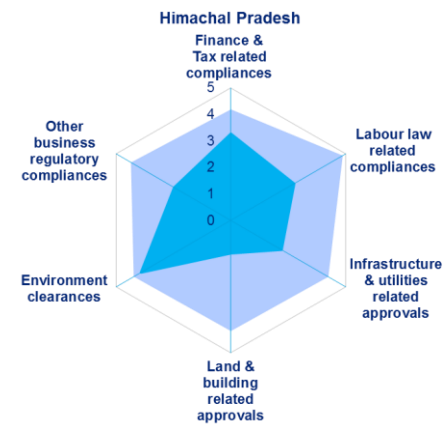 Himachal Pradesh
Finance &
Tax related
compliances
5
4
3
2
1
0
Labour law
related
compliances
Infrastructure
& utilities
related
approvals
Land &
building
related
approvals
Environment
clearances
Other
business
regulatory
compliances